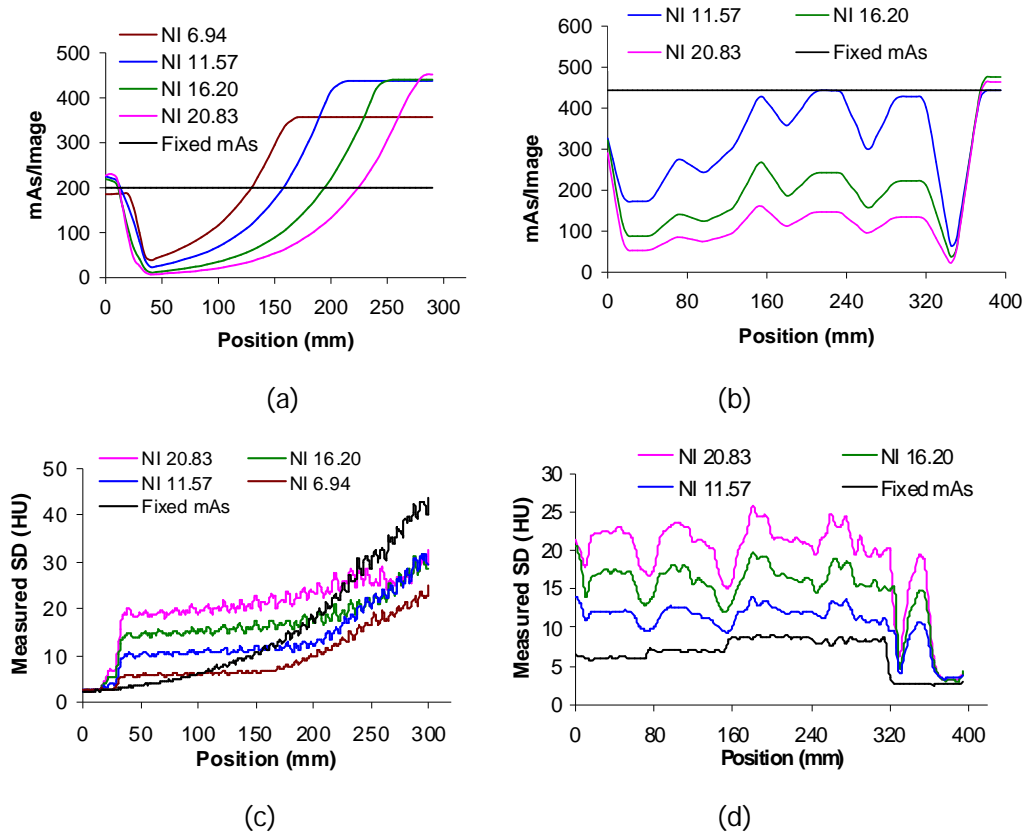 NI 6.94
NI 11.57
NI 16.20
NI 20.83
Fixed mAs
500
400
300
200
100
0
mAs/Image
0 50 100 150 200 250 300
Position (mm)
(a)
NI 11.57 NI 16.20
NI 20.83 Fixed mAs
600
500
400
300
200
100
0
mAs/Image
0 80 160 240 320 400
Position (mm)
(b)
NI 20.83 NI 16.20
NI 11.57 NI 6.94
Fixed mAs
50
40
30
20
10
0
Measured SD (HU)
0 50 100 150 200 250 300
Position (mm)
(c)
NI 20.83 NI 16.20
NI 11.57 Fixed mAs
30
25
20
15
10
5
0
Measured SD (HU)
0 80 160 240 320 400
Position (mm)
(d)